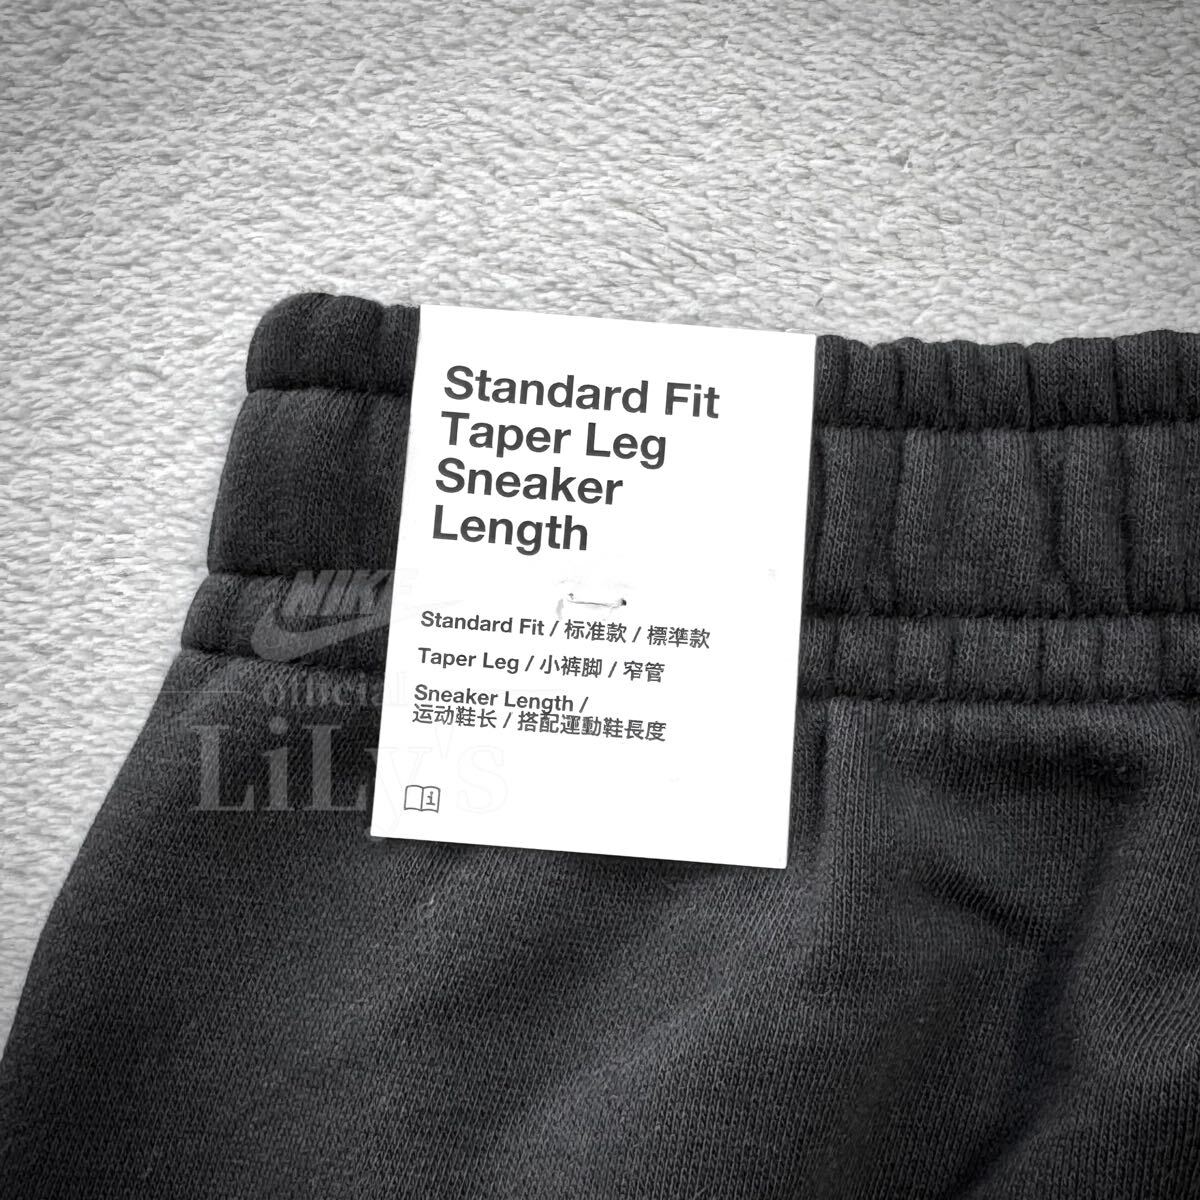 Standard Fit
Taper Leg
Sneaker
Length
Standard Fit / 标准款 / 標準款
Taper Leg / 小裤脚 / 窄管
Sneaker Length /
运动鞋长 / 搭配運動鞋長度
i
NIKE
official
LiLy's